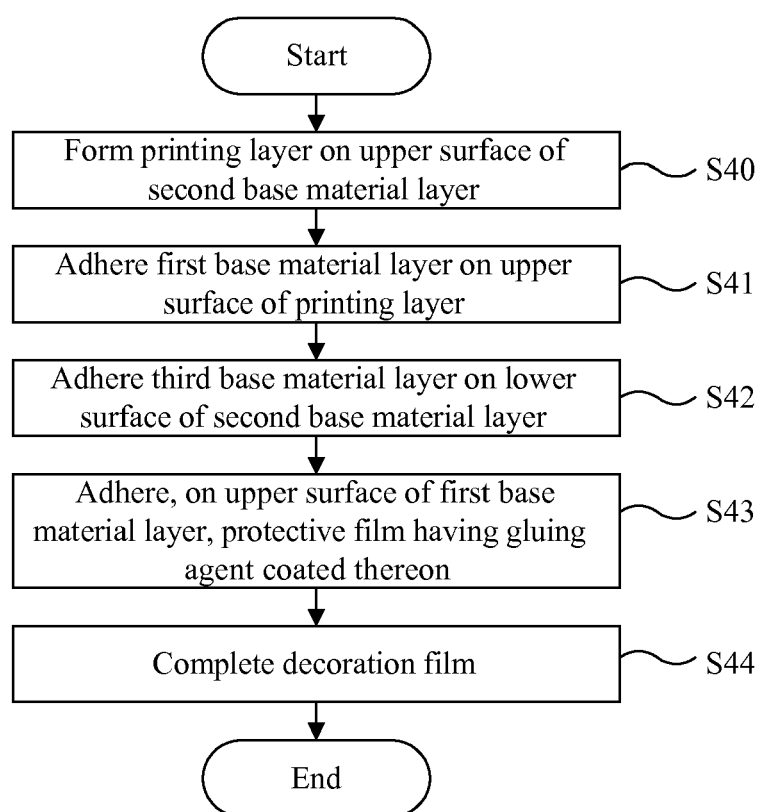 Start
Form printing layer on upper surface of
second base material layer
S40
Adhere first base material layer on upper
surface of printing layer
S41
Adhere third base material layer on lower
surface of second base material layer
S42
Adhere, on upper surface of first base
material layer, protective film having gluing
agent coated thereon
S43
Complete decoration film
S44
End